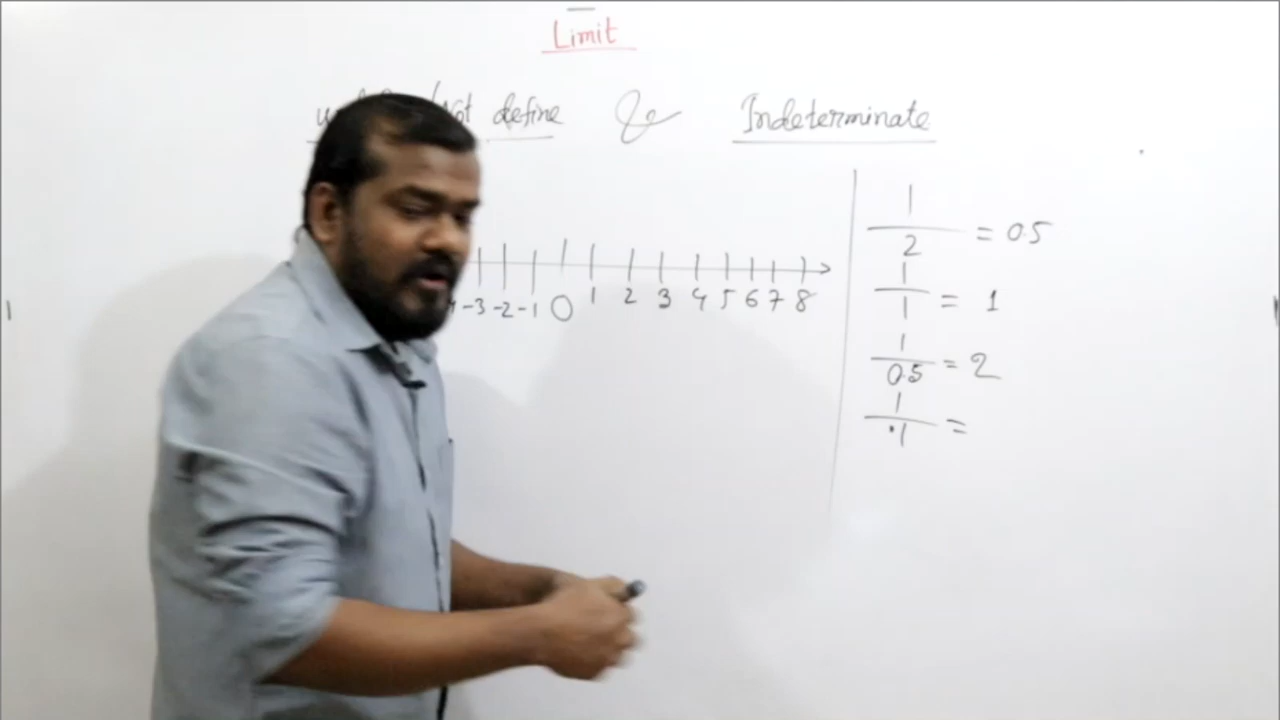 Limit
Not define & Indeterminate
-3 -2 -1 0 1 2 3 4 5 6 7 8
1/2 = 0.5
1/1 = 1
1/0.5 = 2
1/.1 =